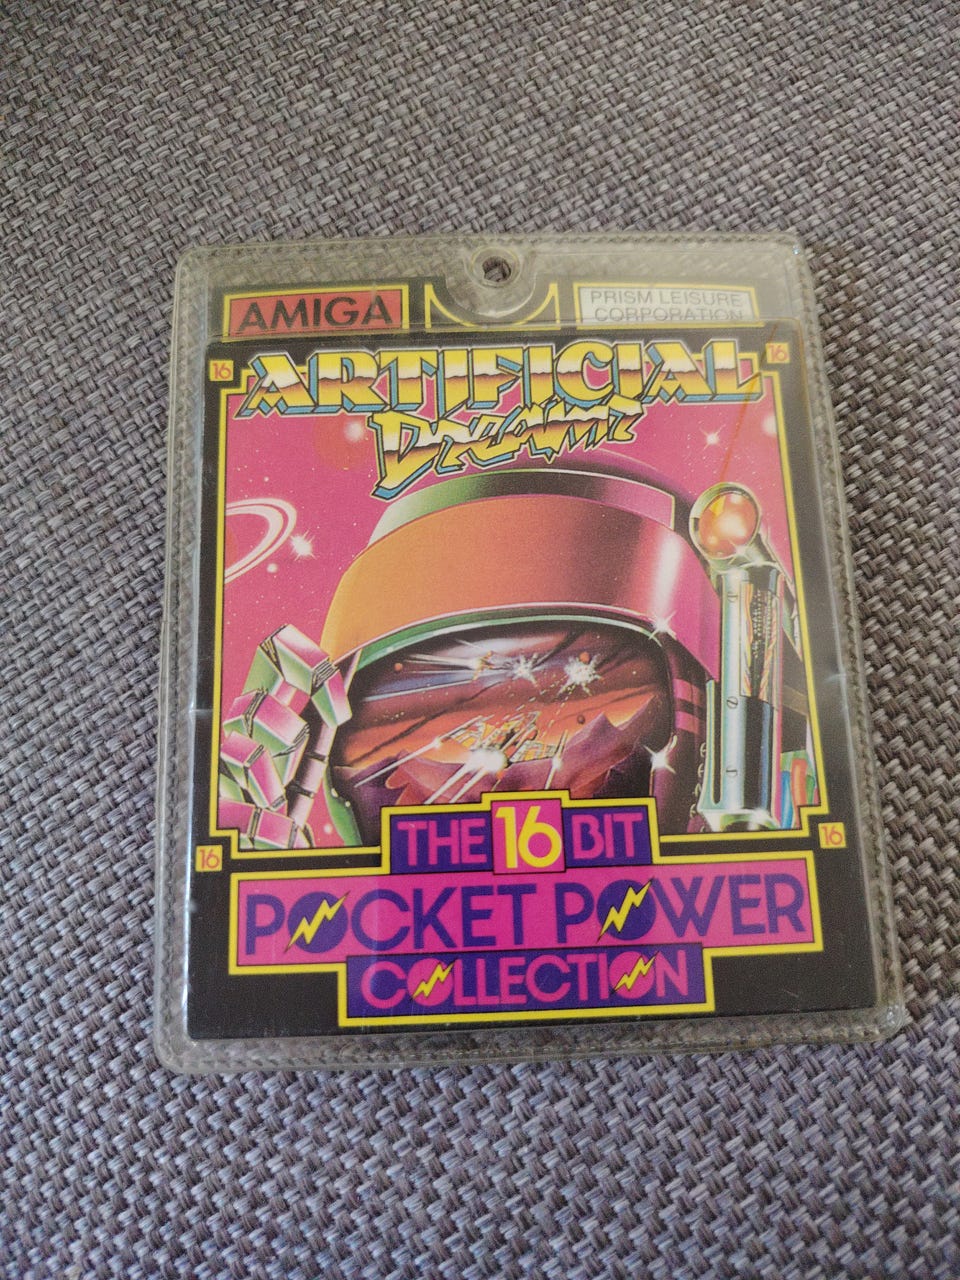 AMIGA
PRISM LEISURE
CORPORATION
16
16
ARTIFICIAL
Dreams
THE 16 BIT
16
16
POCKET POWER
COLLECTION